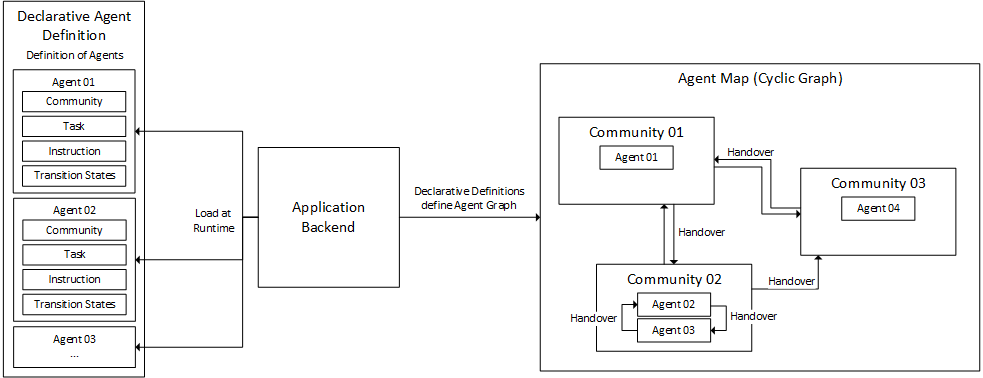 Declarative Agent
Definition
Definition of Agents
Agent 01
Community
Task
Instruction
Transition States
Agent 02
Community
Task
Instruction
Transition States
Agent 03
...
Load at
Runtime
Application
Backend
Declarative Definitions
define Agent Graph
Agent Map (Cyclic Graph)
Community 01
Agent 01
Handover
Community 03
Agent 04
Handover
Community 02
Agent 02
Agent 03
Handover
Handover
Handover